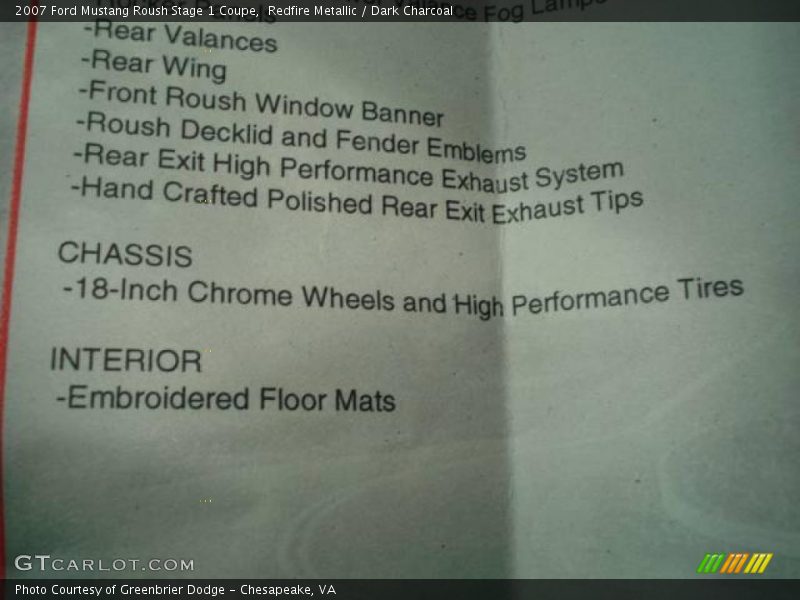 2007 Ford Mustang Roush Stage 1 Coupe,  Redfire Metallic / Dark Charcoal
Fog Lamps
-Rear Valances
-Rear Wing
-Front Roush Window Banner
-Roush Decklid and Fender Emblems
-Rear Exit High Performance Exhaust System
-Hand Crafted Polished Rear Exit Exhaust Tips
CHASSIS
-18-Inch Chrome Wheels and High Performance Tires
INTERIOR
-Embroidered Floor Mats
GTCARLOT.COM
Photo Courtesy of Greenbrier Dodge – Chesapeake, VA